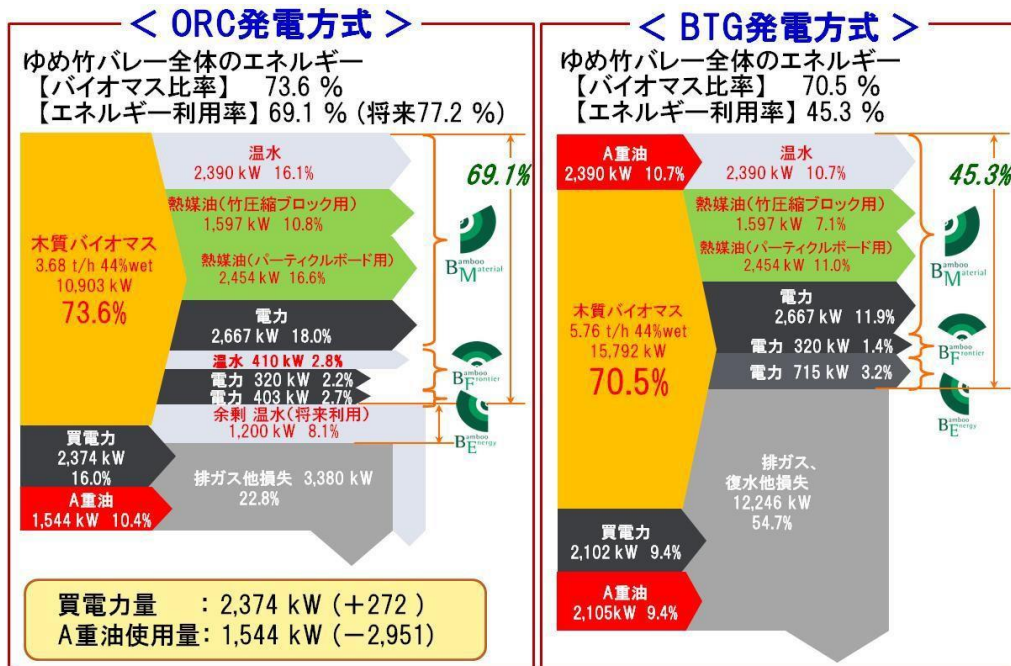 < ORC発電方式 >
ゆめ竹バレー全体のエネルギー
【バイオマス比率】 73.6 %
【エネルギー利用率】 69.1 % (将来77.2 %)
温水
2,390 kW 16.1%
69.1%
熱媒油(竹圧縮ブロック用)
1,597 kW 10.8%
木質バイオマス
3.68 t/h 44%wet
10,903 kW
73.6%
熱媒油(パーティクルボード用)
2,454 kW 16.6%
Bamboo Material
電力
2,667 kW 18.0%
温水 410 kW 2.8%
電力 320 kW 2.2%
Bamboo Frontier
電力 403 kW 2.7%
余剰 温水(将来利用)
1,200 kW 8.1%
Bamboo Energy
買電力
2,374 kW
16.0%
排ガス他損失 3,380 kW
22.8%
A重油
1,544 kW 10.4%
買電力量 : 2,374 kW (+272 )
A重油使用量: 1,544 kW (−2,951)
< BTG発電方式 >
ゆめ竹バレー全体のエネルギー
【バイオマス比率】 70.5 %
【エネルギー利用率】 45.3 %
A重油
2,390 kW 10.7%
温水
2,390 kW 10.7%
45.3%
熱媒油(竹圧縮ブロック用)
1.597 kW 7.1%
熱媒油(パーティクルボード用)
2,454 kW 11.0%
Bamboo Material
木質バイオマス
5.76 t/h 44%wet
15,792 kW
70.5%
電力
2,667 kW 11.9%
電力 320 kW 1.4%
Bamboo Frontier
電力 715 kW 3.2%
Bamboo Energy
排ガス、
復水他損失
12,246 kW
54.7%
買電力
2,102 kW 9.4%
A重油
2,105kW 9.4%